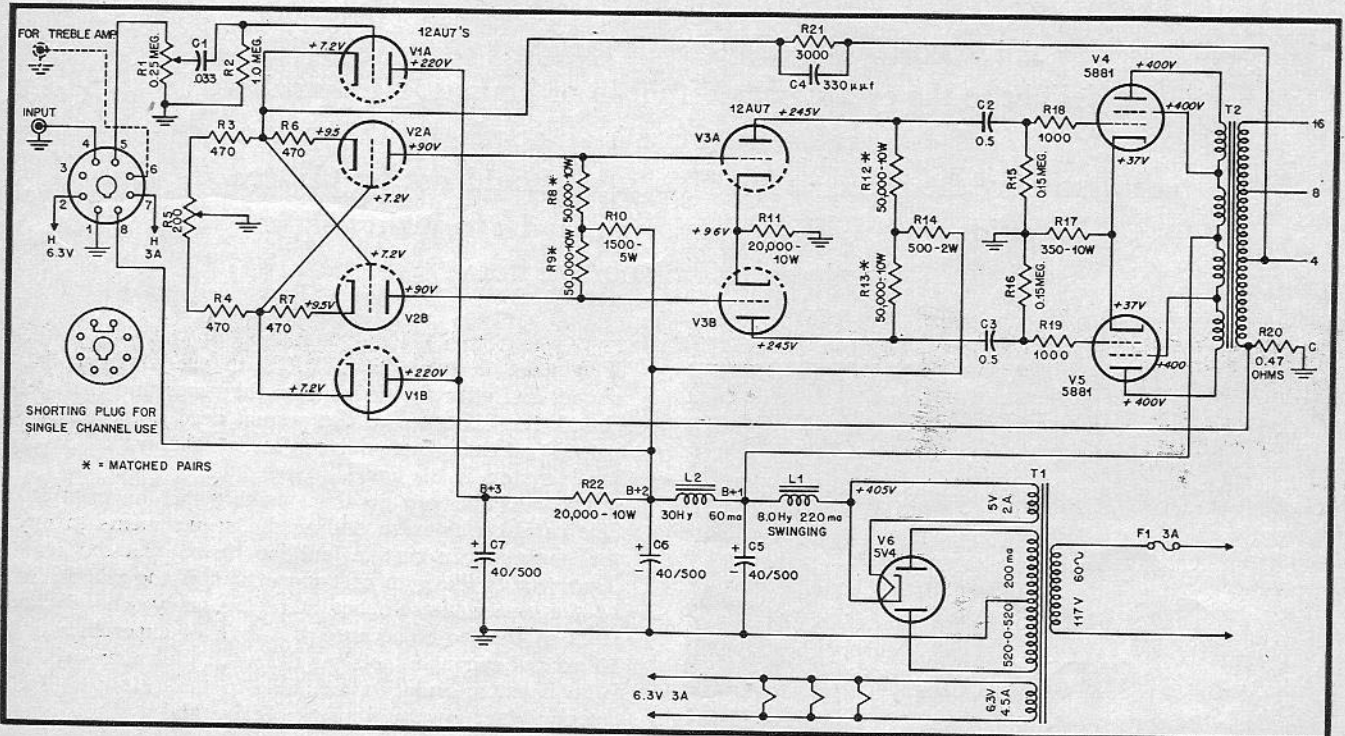 FOR TREBLE AMP.
INPUT
4
5
3
6
2
7
1
8
H
6.3V
H
3A
R1
0.25 MEG.
C1
.033
R2
1.0 MEG.
12AU7'S
+7.2V
V1A
+220V
R3
470
R6
470
+95
V2A
+90V
+7.2V
R5
200
+7.2V
R4
470
R7
470
+9.5V
+90V
V2B
+7.2V
+220V
V1B
SHORTING PLUG FOR
SINGLE CHANNEL USE
* = MATCHED PAIRS
R8*
50,000-10W
R9*
50,000-10W
R10
1500-
5W
12AU7
V3A
+245V
+96V
R11
20,000-
10W
V3B
+245V
R21
3000
C4
330μμf
R12*
50,000-10W
R13*
50,000-10W
R14
500-2W
C2
0.5
C3
0.5
R18
1000
R15
0.15 MEG.
R16
0.15 MEG.
R17
350-10W
R19
1000
V4
5881
+400V
+400V
+37V
+37V
V5
5881
+400
+400V
T2
16
8
4
R20
0.47
OHMS
C
B+3
R22
20,000-10W
B+2
L2
30Hy
60ma
B+1
L1
8.0Hy 220ma
SWINGING
+405V
C7
40/500
C6
40/500
C5
40/500
+
-
+
-
+
-
V6
5V4
T1
5V
2A.
200ma
520-0-520
6.3V
4.5A
6.3V 3A
117V 60~
F1 3A